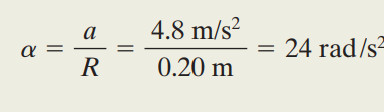 α = a/R = 4.8 m/s² / 0.20 m = 24 rad/s²